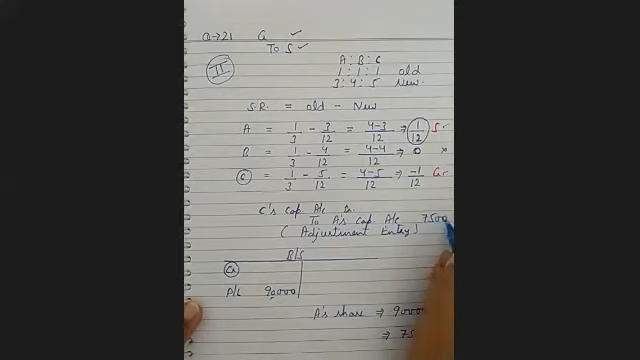 Q→21 G ✓
To S ✓
II
A : B : C
1 : 1 : 1 old
3 : 4 : 5 New.
S.R. = old - New
A = 1/3 - 3/12 = 4-3/12 ⇒ 1/12 S ✓
B = 1/3 - 4/12 = 4-4/12 ⇒ 0 ×
C = 1/3 - 5/12 = 4-5/12 ⇒ -1/12 G ✓
C's Cap. A/c Dr.
To A's Cap. A/c 7500
( Adjustment Entry )
B/S
G
P/L 90,000
A's share ⇒ 9000
⇒ 75